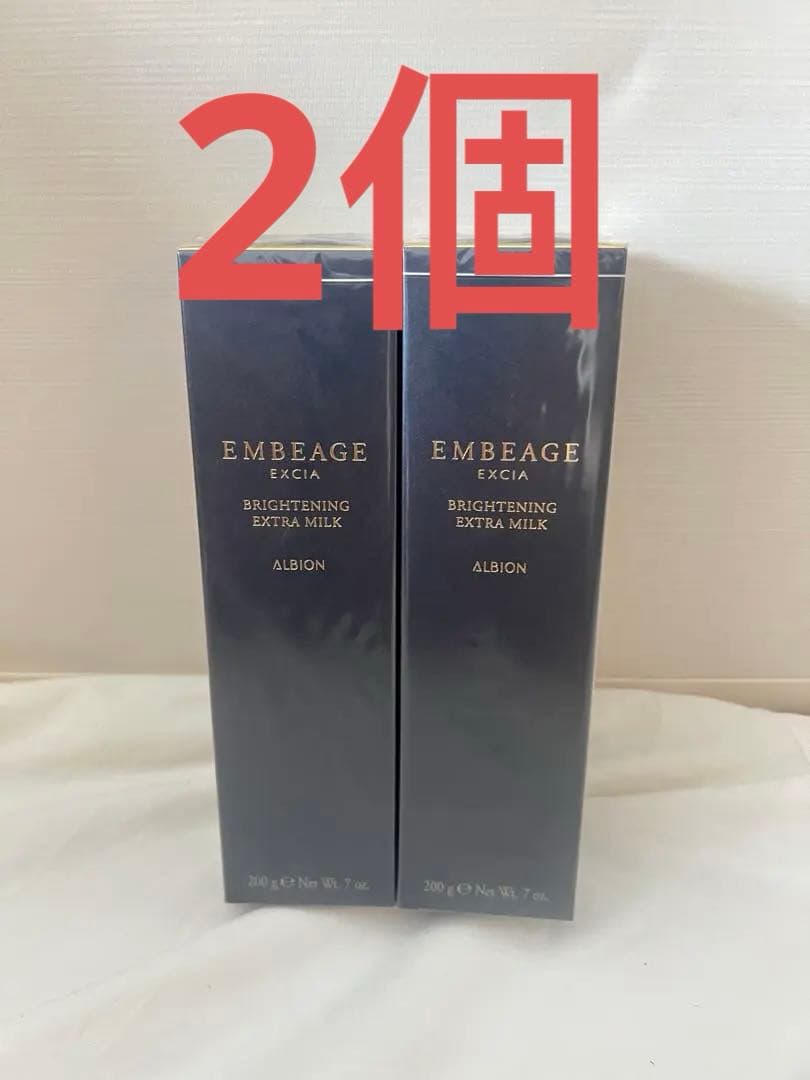 2個
EMBEAGE
EXCIA
BRIGHTENING
EXTRA MILK
ALBION
200 g ℮ Net Wt. 7 oz.
EMBEAGE
EXCIA
BRIGHTENING
EXTRA MILK
ALBION
200 g ℮ Net Wt. 7 oz.